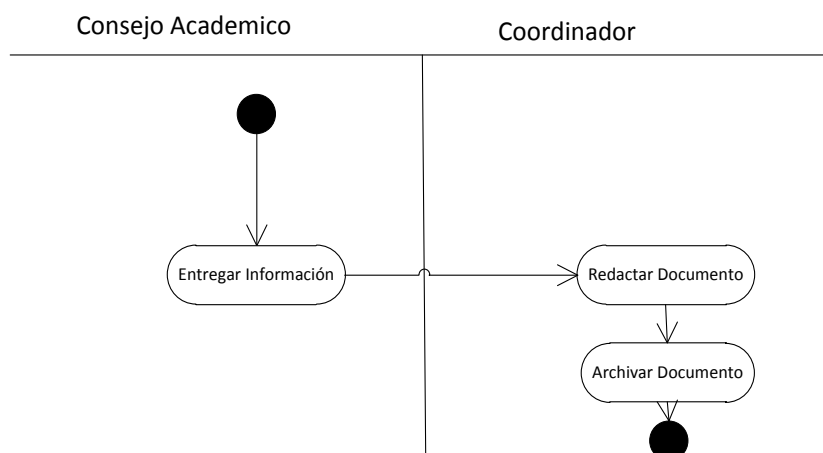 Consejo Academico
Coordinador
Entregar Información
Redactar Documento
Archivar Documento